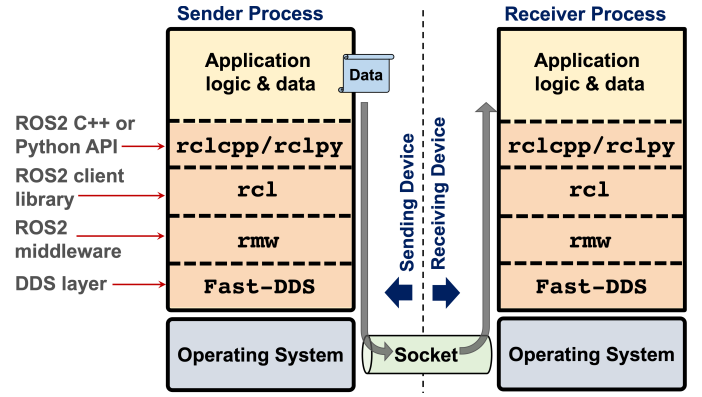 Sender Process
Receiver Process
Application
logic & data
Data
Application
logic & data
ROS2 C++ or
Python API
rclcpp/rclpy
rclcpp/rclpy
ROS2 client
library
rcl
rcl
ROS2
middleware
rmw
rmw
DDS layer
Fast-DDS
Fast-DDS
Sending Device
Receiving Device
Operating System
Socket
Operating System